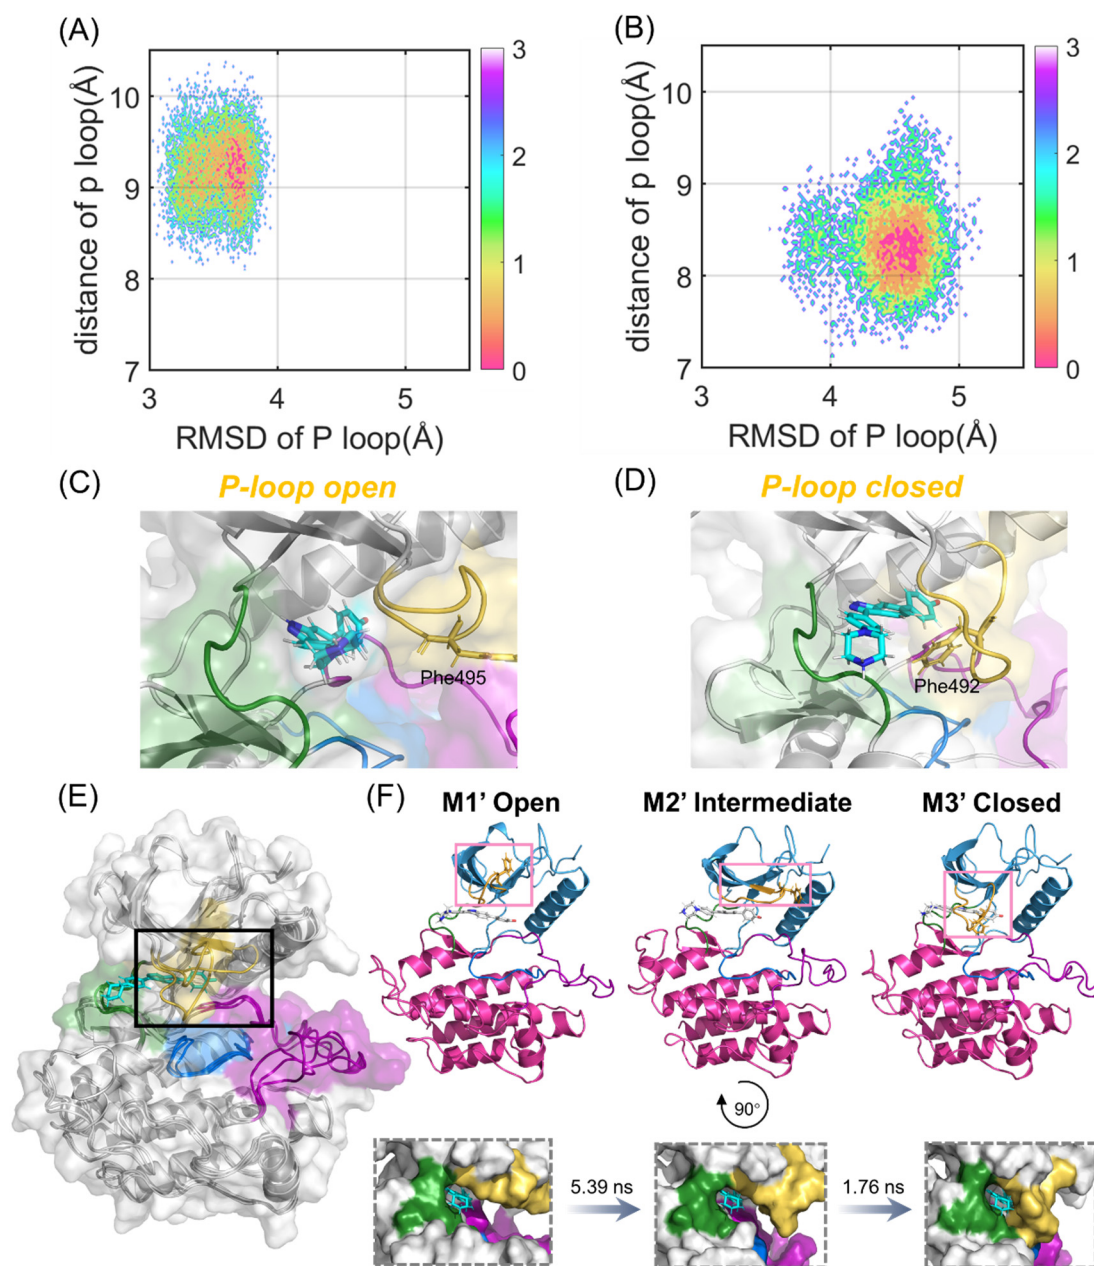 (A)
distance of p loop(Å)
10
9
8
7
3
4
5
RMSD of P loop(Å)
3
2
1
0
(B)
distance of p loop(Å)
10
9
8
7
3
4
5
RMSD of P loop(Å)
3
2
1
0
(C)
P-loop open
Phe495
(D)
P-loop closed
Phe492
(E)
(F)
M1’ Open
M2’ Intermediate
M3’ Closed
90°
5.39 ns
1.76 ns